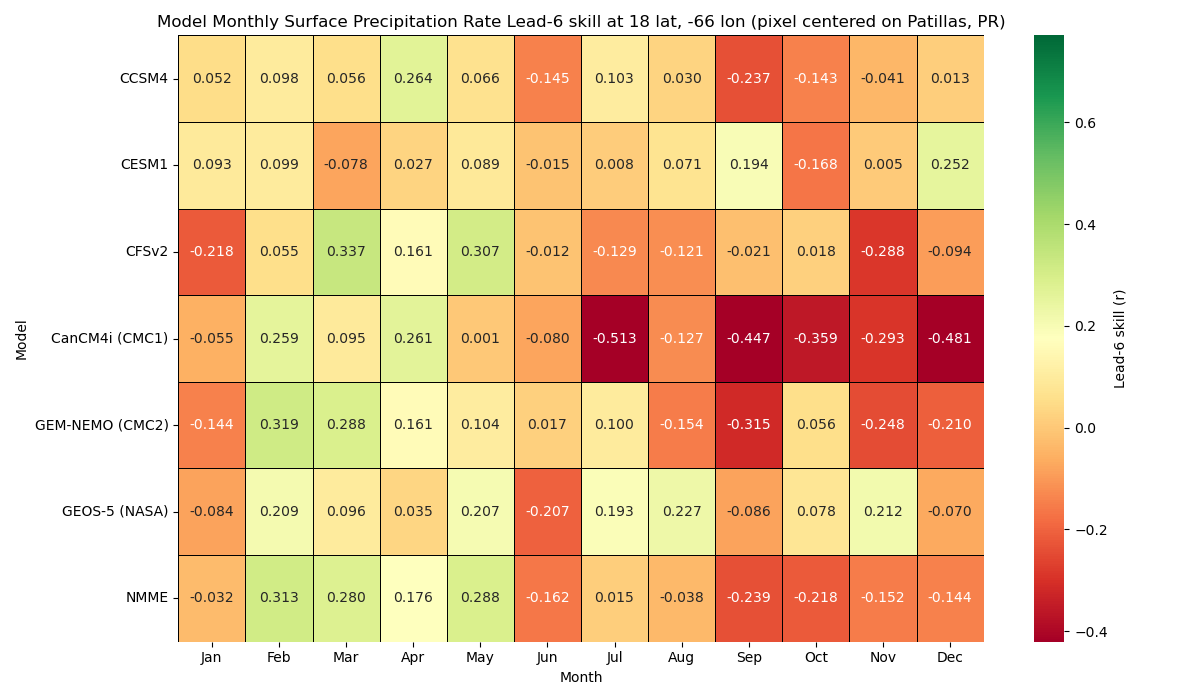 Model Monthly Surface Precipitation Rate Lead-6 skill at 18 lat, -66 lon (pixel centered on Patillas, PR)
CCSM4 0.052 0.098 0.056 0.264 0.066 -0.145 0.103 0.030 -0.237 -0.143 -0.041 0.013
CESM1 0.093 0.099 -0.078 0.027 0.089 -0.015 0.008 0.071 0.194 -0.168 0.005 0.252
CFSv2 -0.218 0.055 0.337 0.161 0.307 -0.012 -0.129 -0.121 -0.021 0.018 -0.288 -0.094
CanCM4i (CMC1) -0.055 0.259 0.095 0.261 0.001 -0.080 -0.513 -0.127 -0.447 -0.359 -0.293 -0.481
GEM-NEMO (CMC2) -0.144 0.319 0.288 0.161 0.104 0.017 0.100 -0.154 -0.315 0.056 -0.248 -0.210
GEOS-5 (NASA) -0.084 0.209 0.096 0.035 0.207 -0.207 0.193 0.227 -0.086 0.078 0.212 -0.070
NMME -0.032 0.313 0.280 0.176 0.288 -0.162 0.015 -0.038 -0.239 -0.218 -0.152 -0.144
Jan Feb Mar Apr May Jun Jul Aug Sep Oct Nov Dec
Month
Model
0.6
0.4
0.2
0.0
−0.2
−0.4
Lead-6 skill (r)